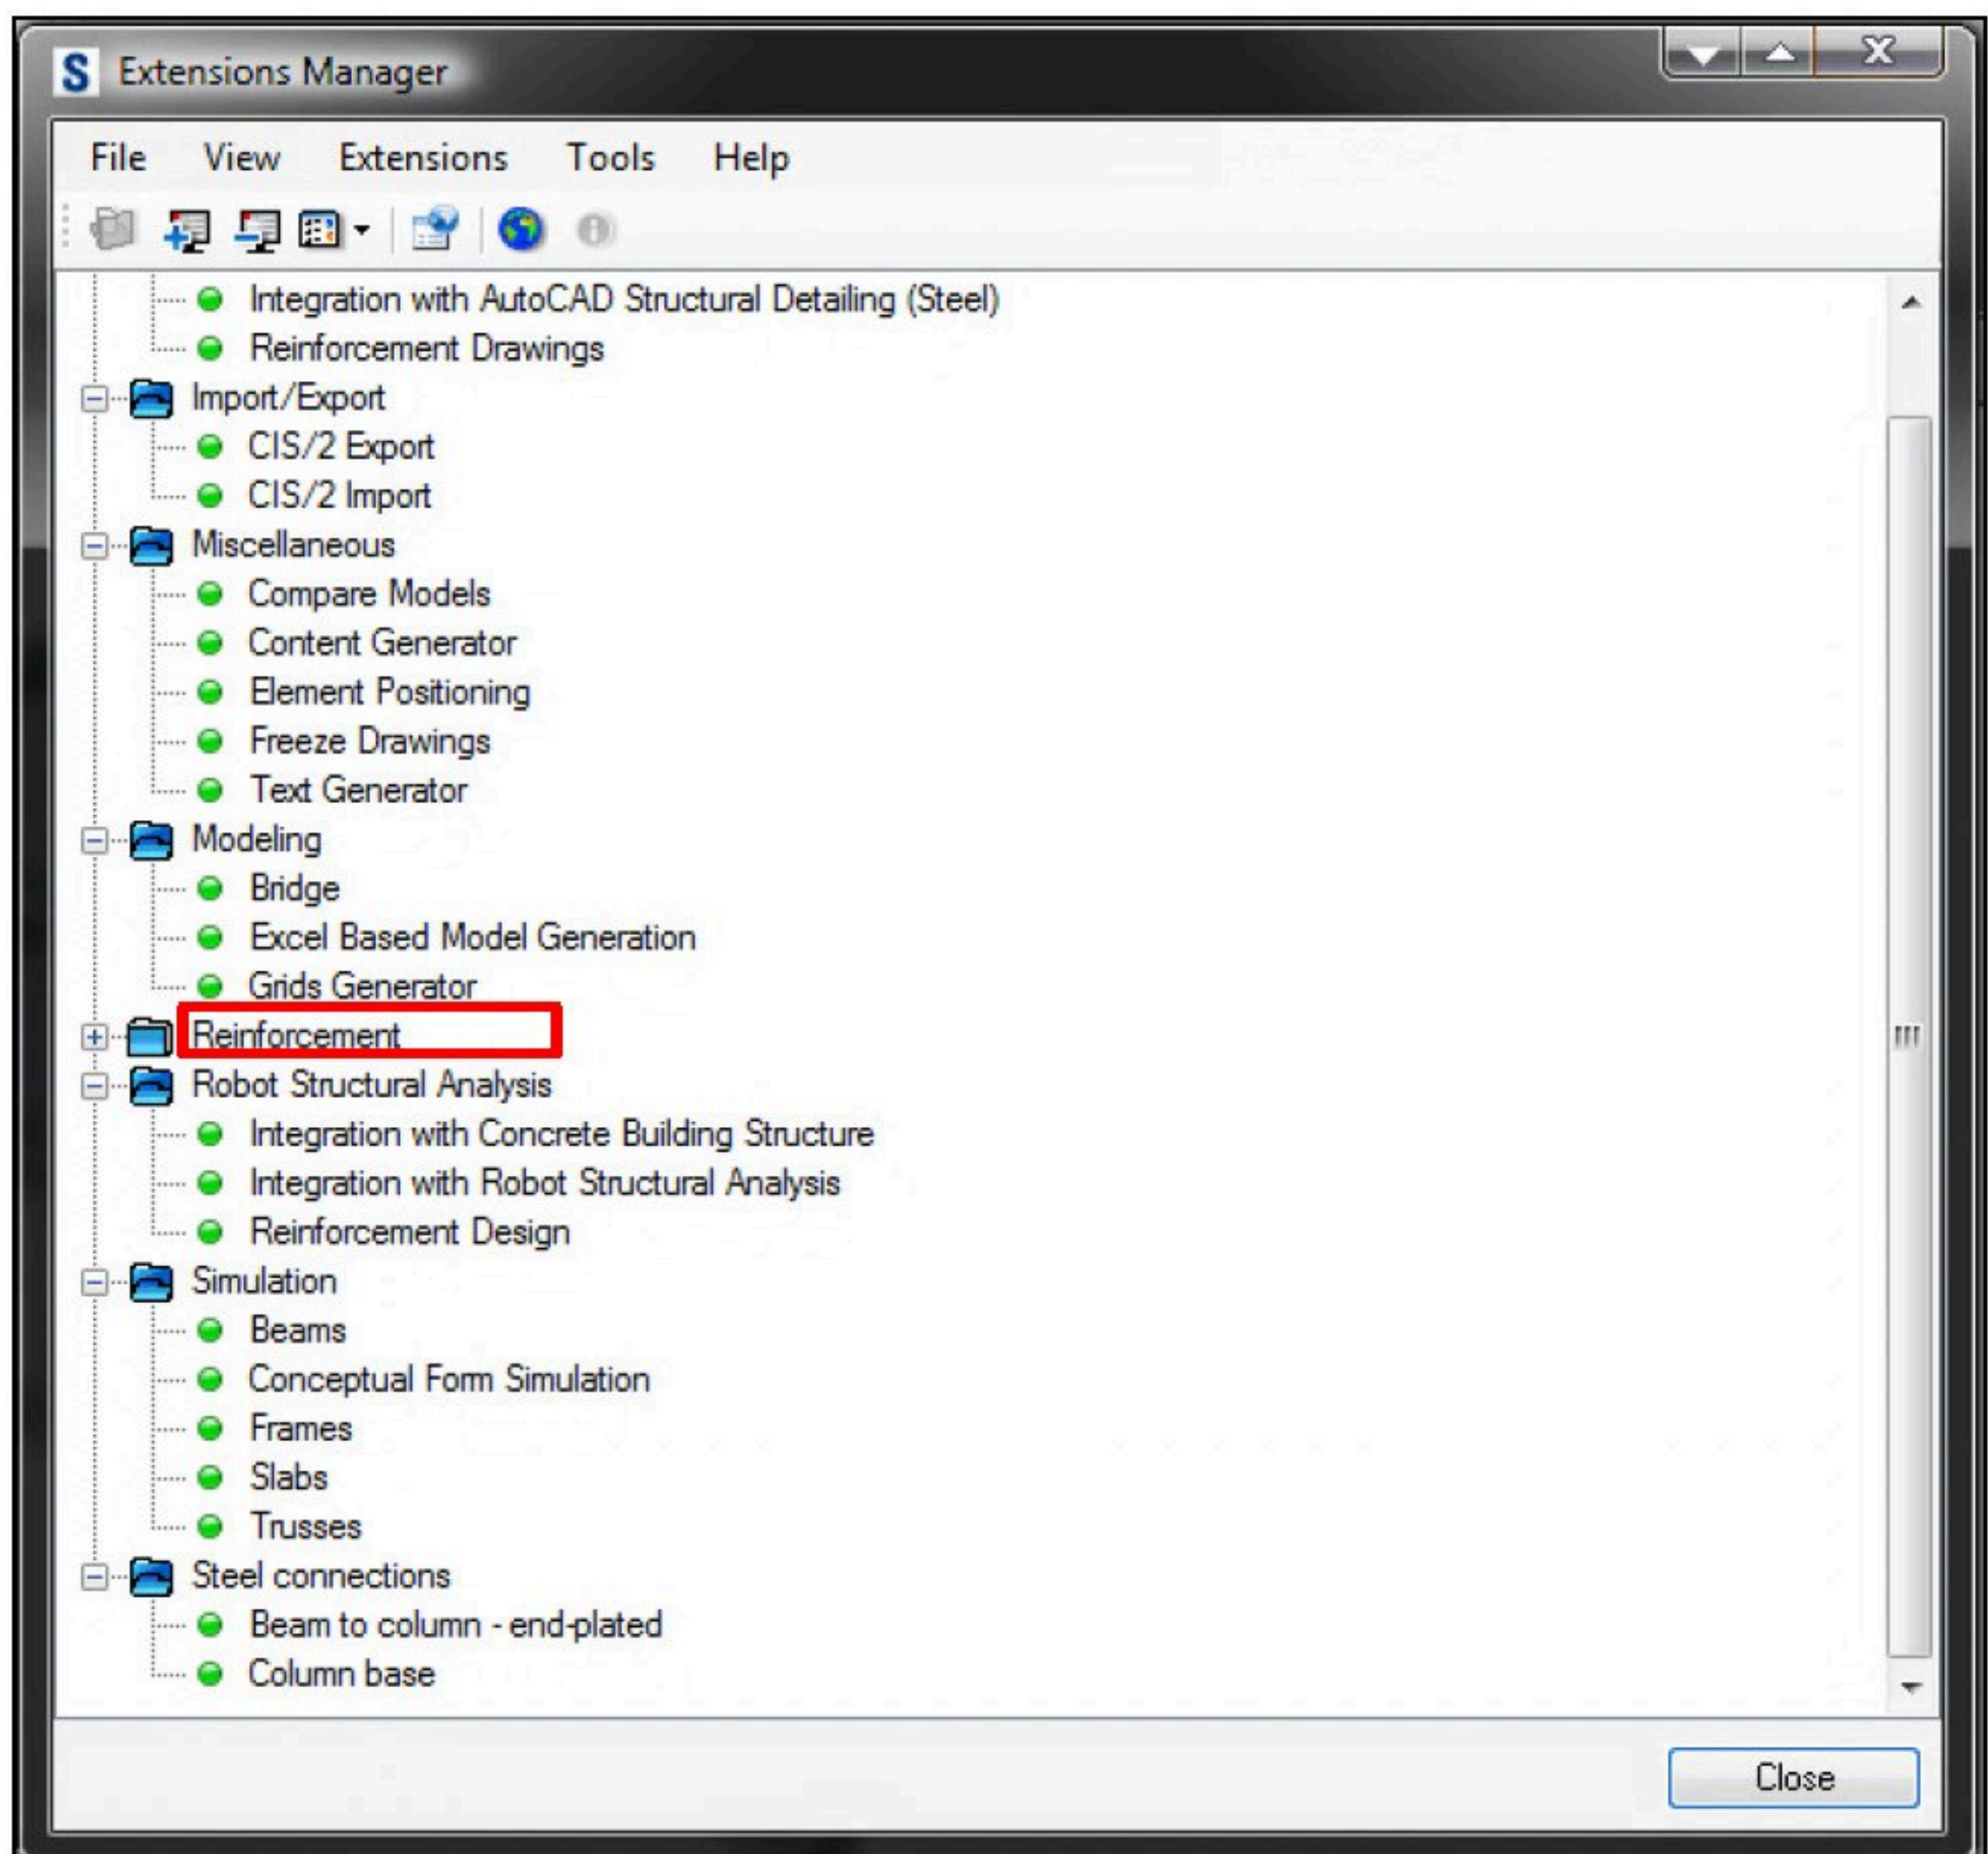 S Extensions Manager
File View Extensions Tools Help
Integration with AutoCAD Structural Detailing (Steel)
Reinforcement Drawings
Import/Export
CIS/2 Export
CIS/2 Import
Miscellaneous
Compare Models
Content Generator
Element Positioning
Freeze Drawings
Text Generator
Modeling
Bridge
Excel Based Model Generation
Grids Generator
Reinforcement
Robot Structural Analysis
Integration with Concrete Building Structure
Integration with Robot Structural Analysis
Reinforcement Design
Simulation
Beams
Conceptual Form Simulation
Frames
Slabs
Trusses
Steel connections
Beam to column - end-plated
Column base
Close